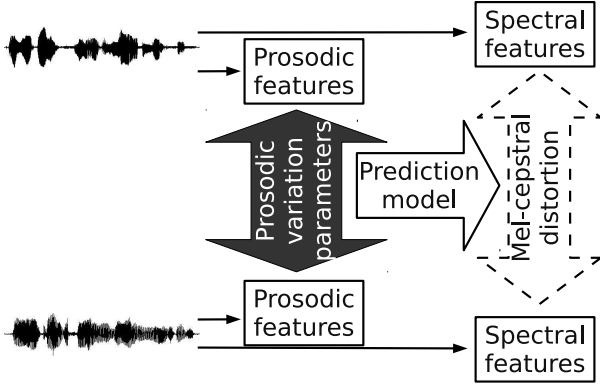 Spectral
features
Prosodic
features
Prosodic
variation
parameters
Prediction
model
Mel-cepstral
distortion
Prosodic
features
Spectral
features